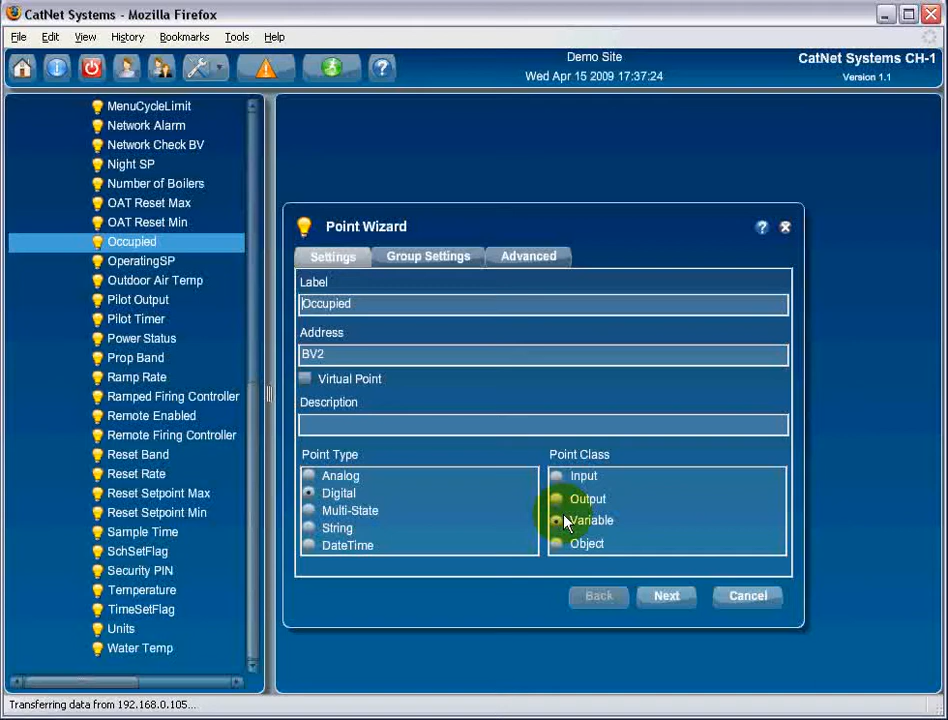 CatNet Systems - Mozilla Firefox
File Edit View History Bookmarks Tools Help
Demo Site
Wed Apr 15 2009 17:37:24
CatNet Systems CH-1
Version 1.1
MenuCycleLimit
Network Alarm
Network Check BV
Night SP
Number of Boilers
OAT Reset Max
OAT Reset Min
Occupied
OperatingSP
Outdoor Air Temp
Pilot Output
Pilot Timer
Power Status
Prop Band
Ramp Rate
Ramped Firing Controller
Remote Enabled
Remote Firing Controller
Reset Band
Reset Rate
Reset Setpoint Max
Reset Setpoint Min
Sample Time
SchSetFlag
Security PIN
Temperature
TimeSetFlag
Units
Water Temp
Point Wizard
Settings Group Settings Advanced
Label
Occupied
Address
BV2
Virtual Point
Description
Point Type
Analog
Digital
Multi-State
String
DateTime
Point Class
Input
Output
Variable
Object
Back Next Cancel
Transferring data from 192.168.0.105...